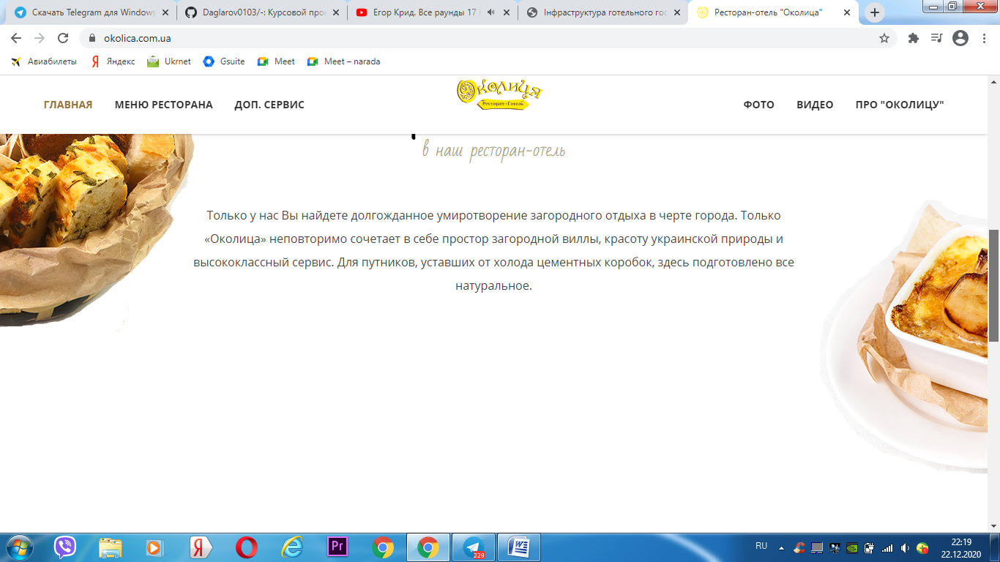 Скачать Telegram для Windows
Daglarov0103/-: Курсовой прое
Егор Крид. Все раунды 17
Інфраструктура готельного гос
Ресторан-отель "Околица"
okolica.com.ua
Авиабилеты
Яндекс
Ukrnet
Gsuite
Meet
Meet – narada
ГЛАВНАЯ
МЕНЮ РЕСТОРАНА
ДОП. СЕРВИС
Околиця
Ресторан • Готель
ФОТО
ВИДЕО
ПРО "ОКОЛИЦУ"
в наш ресторан-отель
Только у нас Вы найдете долгожданное умиротворение загородного отдыха в черте города. Только
«Околица» неповторимо сочетает в себе простор загородной виллы, красоту украинской природы и
высококлассный сервис. Для путников, уставших от холода цементных коробок, здесь подготовлено все
натуральное.
Pr
229
RU
22:19
22.12.2020